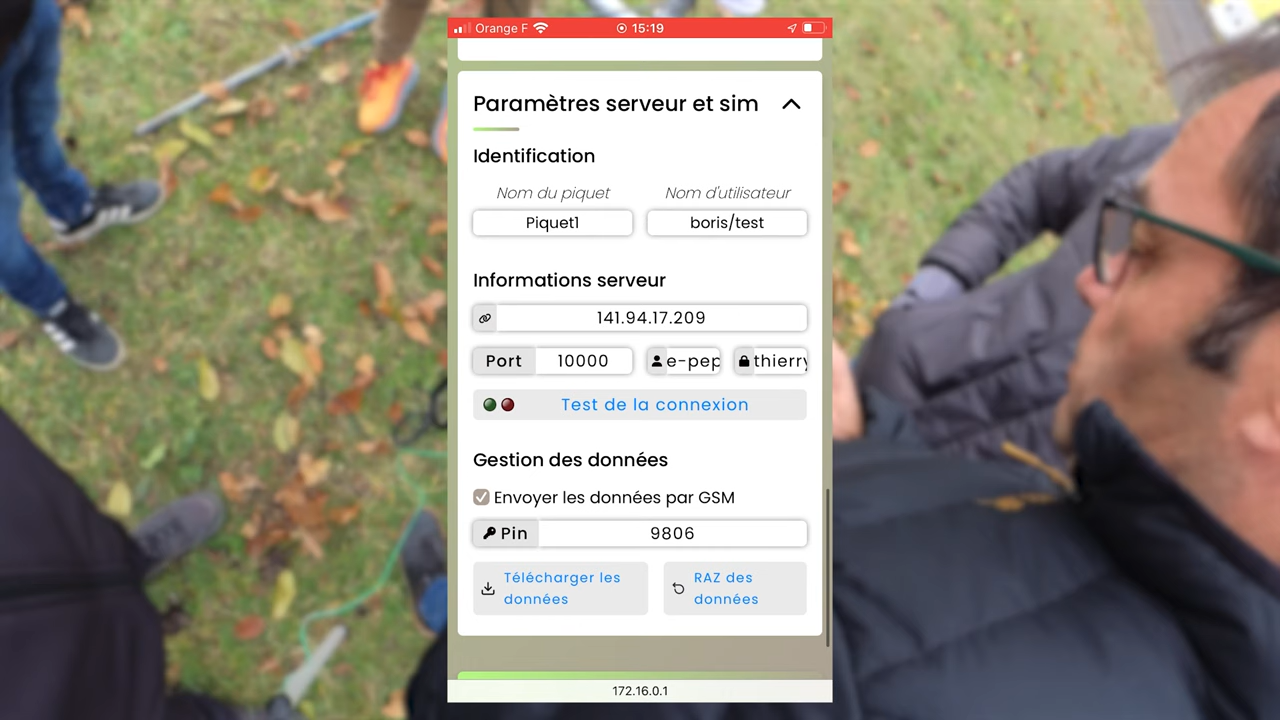 Orange F 15:19
Paramètres serveur et sim
Identification
Nom du piquet Nom d'utilisateur
Piquet1 boris/test
Informations serveur
141.94.17.209
Port 10000 e-pep thierry
Test de la connexion
Gestion des données
Envoyer les données par GSM
Pin 9806
Télécharger les données
RAZ des données
172.16.0.1